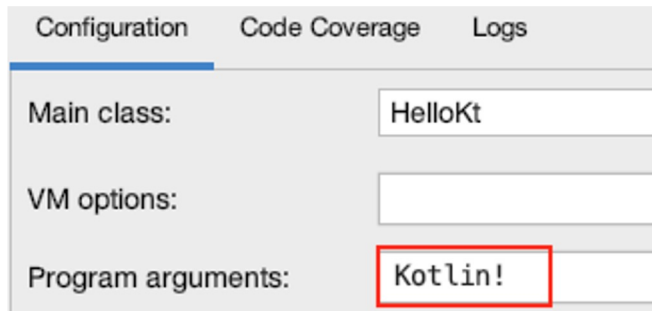 Configuration Code Coverage Logs
Main class: HelloKt
VM options:
Program arguments: Kotlin!